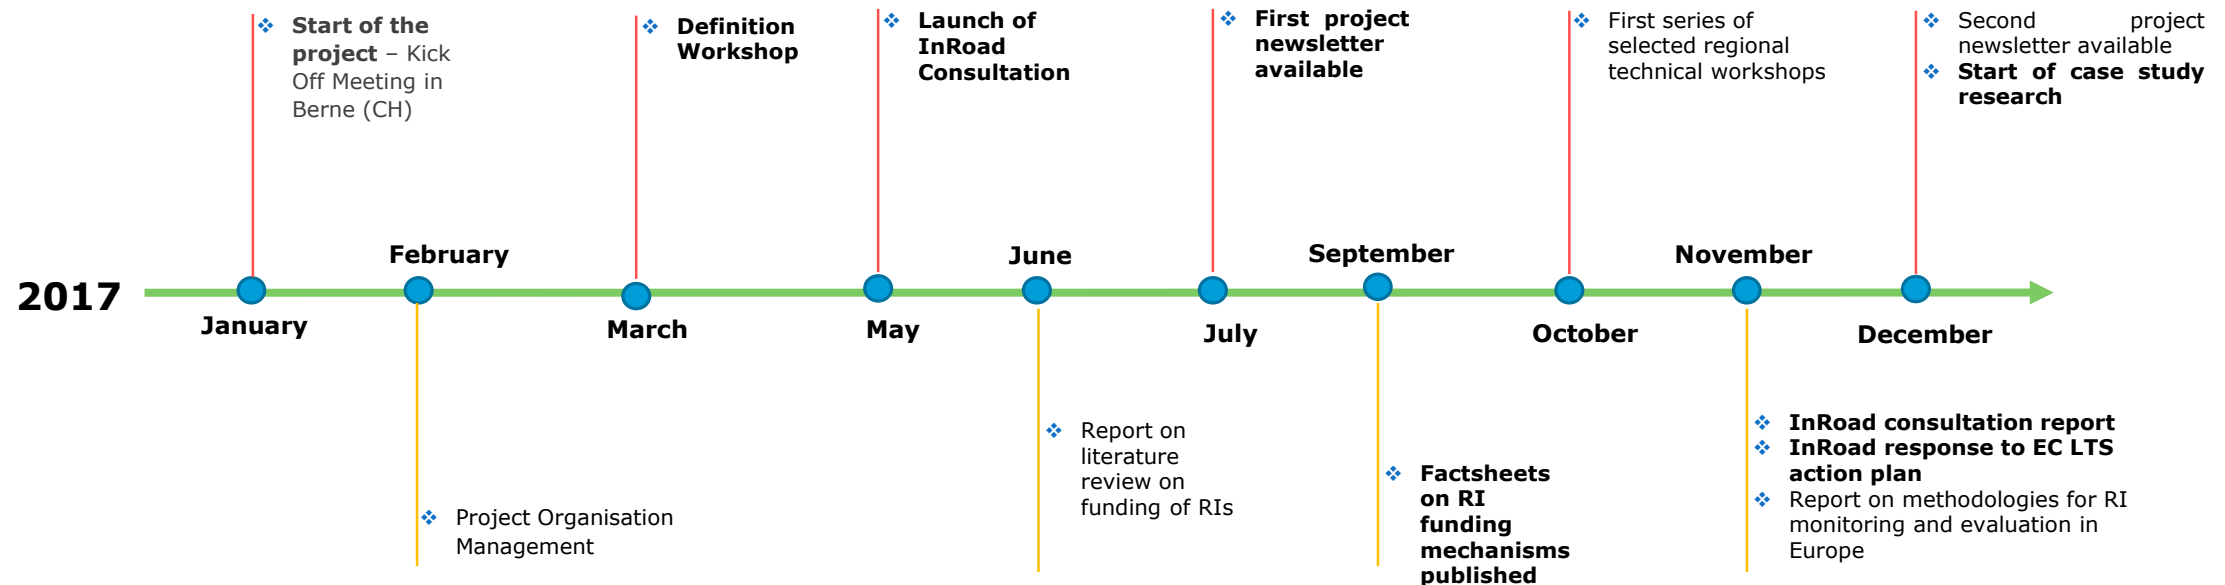 Start of the
project – Kick
Off Meeting in
Berne (CH)
Definition
Workshop
Launch of
InRoad
Consultation
First project
newsletter
available
First series of
selected regional
technical workshops
Second project
newsletter available
Start of case study
research
February
June
September
November
2017
January
March
May
July
October
December
Project Organisation
Management
Report on
literature
review on
funding of RIs
Factsheets
on RI
funding
mechanisms
published
InRoad consultation report
InRoad response to EC LTS
action plan
Report on methodologies for RI
monitoring and evaluation in
Europe